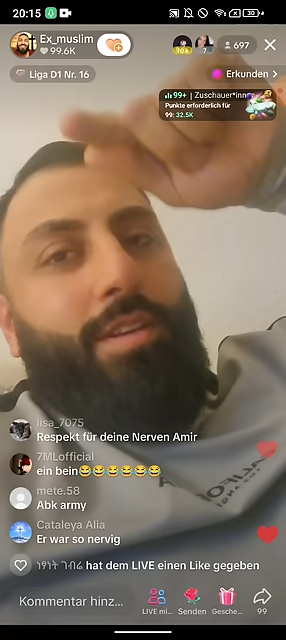 20:15
Ex_muslim
99.6K
697
Liga D1 Nr. 16
Erkunden >
99+ | Zuschauer*innen
Punkte erforderlich für
99: 32.5K
lisa_7075
Respekt für deine Nerven Amir
7MLofficial
ein bein😂😂😂😂😂😂
mete.58
Abk army
Cataleya Alia
Er war so nervig
hat dem LIVE einen Like gegeben
Kommentar hinz...
LIVE mi...
Senden
Gesche...
99